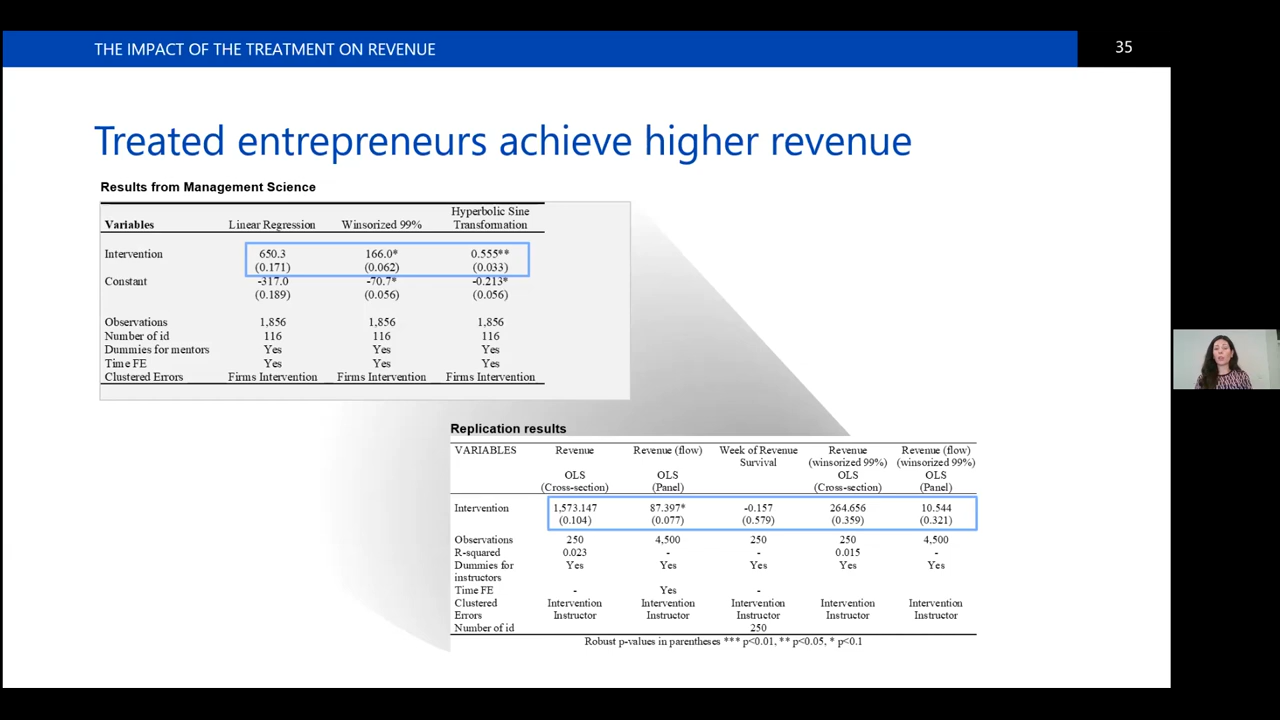 THE IMPACT OF THE TREATMENT ON REVENUE
35
Treated entrepreneurs achieve higher revenue
Results from Management Science
Variables Linear Regression Winsorized 99% Hyperbolic Sine Transformation
Intervention 650.3 166.0* 0.555**
(0.171) (0.062) (0.033)
Constant -317.0 -70.7* -0.213*
(0.189) (0.056) (0.056)
Observations 1,856 1,856 1,856
Number of id 116 116 116
Dummies for mentors Yes Yes Yes
Time FE Yes Yes Yes
Clustered Errors Firms Intervention Firms Intervention Firms Intervention
Replication results
VARIABLES Revenue Revenue (flow) Week of Revenue Revenue Revenue (flow)
Survival (winsorized 99%) (winsorized 99%)
OLS OLS OLS OLS
(Cross-section) (Panel) (Cross-section) (Panel)
Intervention 1,573.147 87.397* -0.157 264.656 10.544
(0.104) (0.077) (0.579) (0.359) (0.321)
Observations 250 4,500 250 250 4,500
R-squared 0.023 - - 0.015 -
Dummies for Yes Yes Yes Yes Yes
instructors
Time FE - Yes -
Clustered Intervention Intervention Intervention Intervention Intervention
Errors Instructor Instructor Instructor Instructor Instructor
Number of id 250
Robust p-values in parentheses *** p<0.01, ** p<0.05, * p<0.1